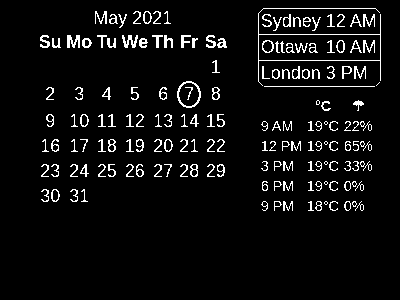 May 2021
Su Mo Tu We Th Fr Sa
1
2 3 4 5 6 7 8
9 10 11 12 13 14 15
16 17 18 19 20 21 22
23 24 25 26 27 28 29
30 31
Sydney 12 AM
Ottawa 10 AM
London 3 PM
°C
9 AM 19°C 22%
12 PM 19°C 65%
3 PM 19°C 33%
6 PM 19°C 0%
9 PM 18°C 0%